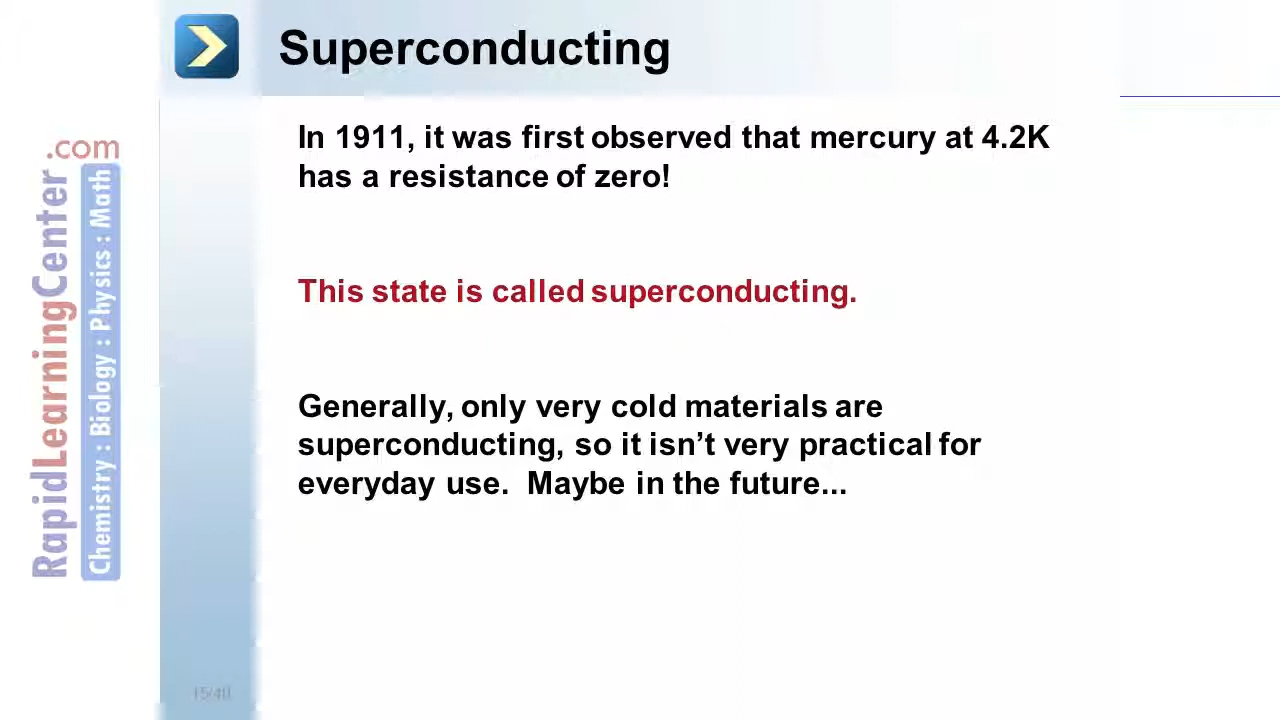 Superconducting
In 1911, it was first observed that mercury at 4.2K
has a resistance of zero!
This state is called superconducting.
Generally, only very cold materials are
superconducting, so it isn’t very practical for
everyday use.  Maybe in the future...
RapidLearningCenter.com
Chemistry : Biology : Physics : Math
15/40